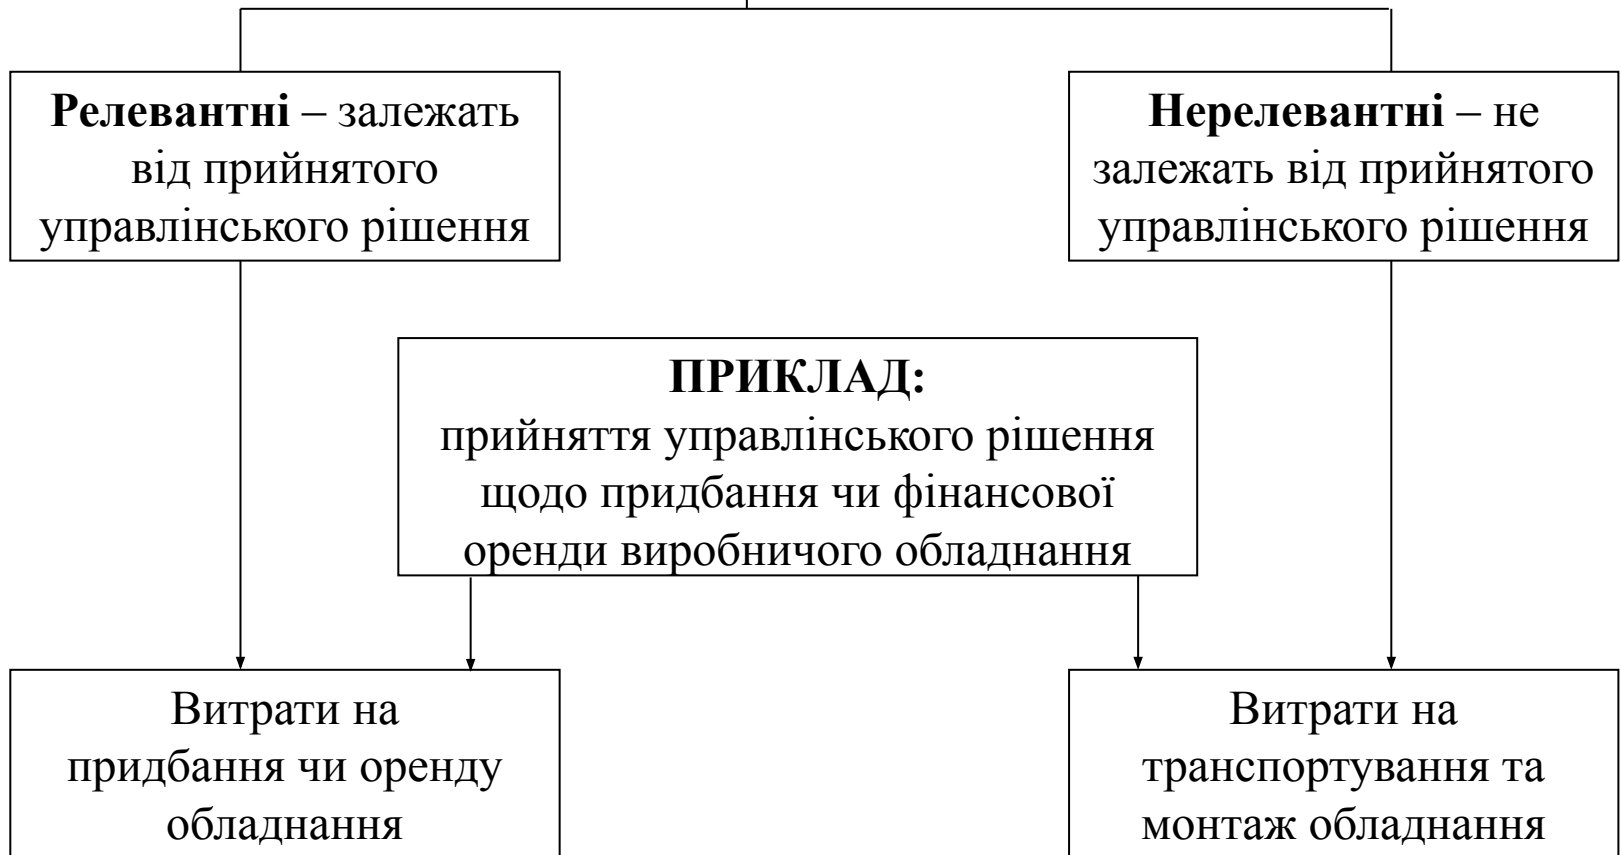 Релевантні – залежать
від прийнятого
управлінського рішення
Нерелевантні – не
залежать від прийнятого
управлінського рішення
ПРИКЛАД:
прийняття управлінського рішення
щодо придбання чи фінансової
оренди виробничого обладнання
Витрати на
придбання чи оренду
обладнання
Витрати на
транспортування та
монтаж обладнання